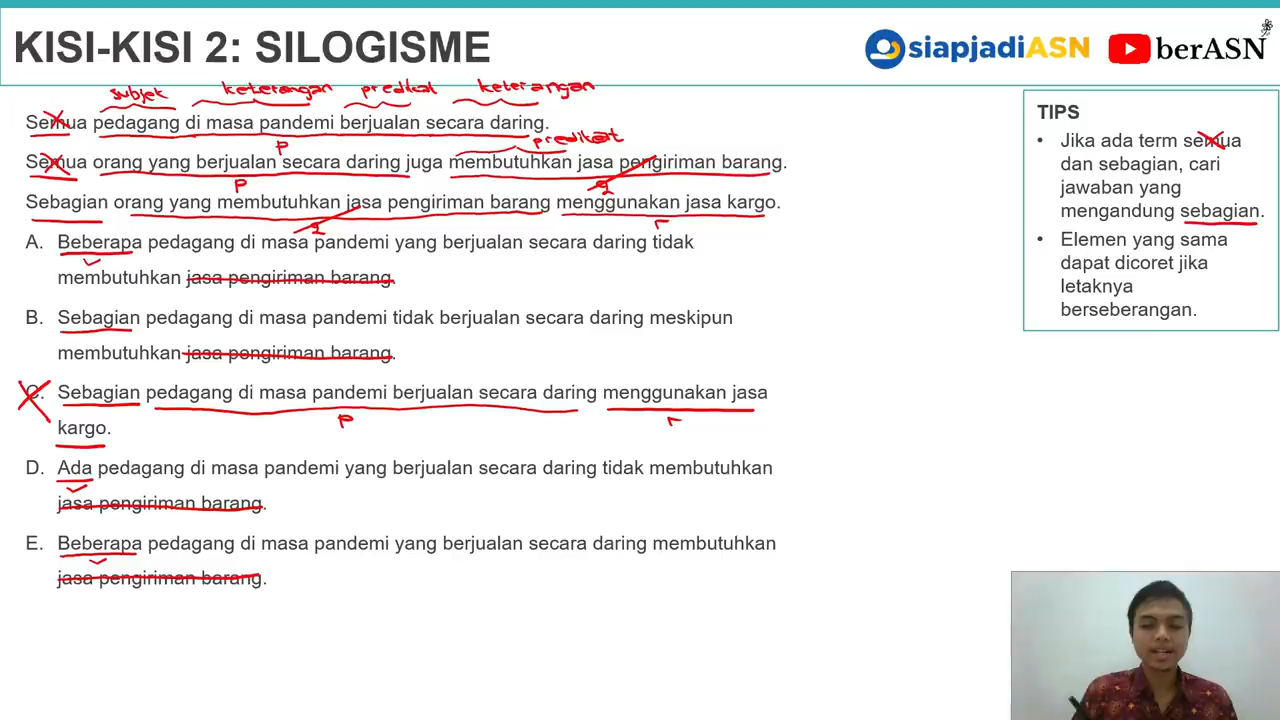 KISI-KISI 2: SILOGISME
siapjadiASN
berASN
subjek keterangan predikat keterangan
Semua pedagang di masa pandemi berjualan secara daring.
p
predikat
Semua orang yang berjualan secara daring juga membutuhkan jasa pengiriman barang.
p
q
Sebagian orang yang membutuhkan jasa pengiriman barang menggunakan jasa kargo.
q
r
A. Beberapa pedagang di masa pandemi yang berjualan secara daring tidak
membutuhkan jasa pengiriman barang.
B. Sebagian pedagang di masa pandemi tidak berjualan secara daring meskipun
membutuhkan jasa pengiriman barang.
C. Sebagian pedagang di masa pandemi berjualan secara daring menggunakan jasa
p
r
kargo.
D. Ada pedagang di masa pandemi yang berjualan secara daring tidak membutuhkan
jasa pengiriman barang.
E. Beberapa pedagang di masa pandemi yang berjualan secara daring membutuhkan
jasa pengiriman barang.
TIPS
• Jika ada term semua
dan sebagian, cari
jawaban yang
mengandung sebagian.
• Elemen yang sama
dapat dicoret jika
letaknya
berseberangan.